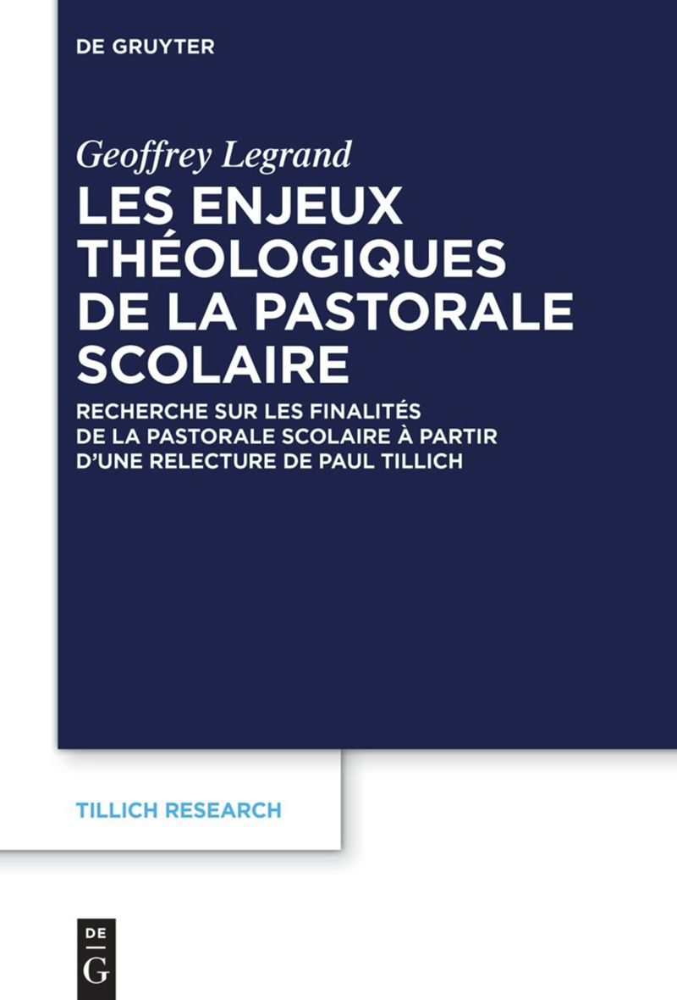 DE GRUYTER
Geoffrey Legrand
LES ENJEUX
THÉOLOGIQUES
DE LA PASTORALE
SCOLAIRE
RECHERCHE SUR LES FINALITÉS
DE LA PASTORALE SCOLAIRE À PARTIR
D’UNE RELECTURE DE PAUL TILLICH
TILLICH RESEARCH
DE
G